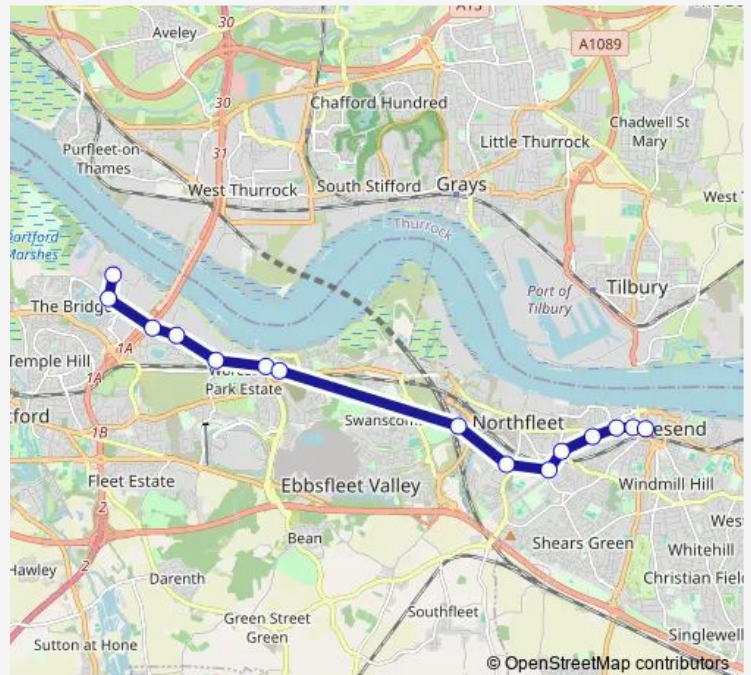 A13
30
Aveley
A1089
30
Chafford Hundred
Chadwell St
Mary
31
Little Thurrock
Purfleet-on-
Thames
West Thurrock
South Stifford
Grays
West
Thurrock
Dartford
Marshes
Tilbury
Port of
Tilbury
The Bridge
1A
Temple Hill
1A
Park Estate
tford
Swanscom
Northfleet
esend
1B
Fleet Estate
Ebbsfleet Valley
Windmill Hill
2
Wes
Bean
Shears Green
Whitehill
2
Hawley
Darenth
Christian Fiel
Southfleet
Green Street
Green
Singlewell
Sutton at Hone
© OpenStreetMap contributors